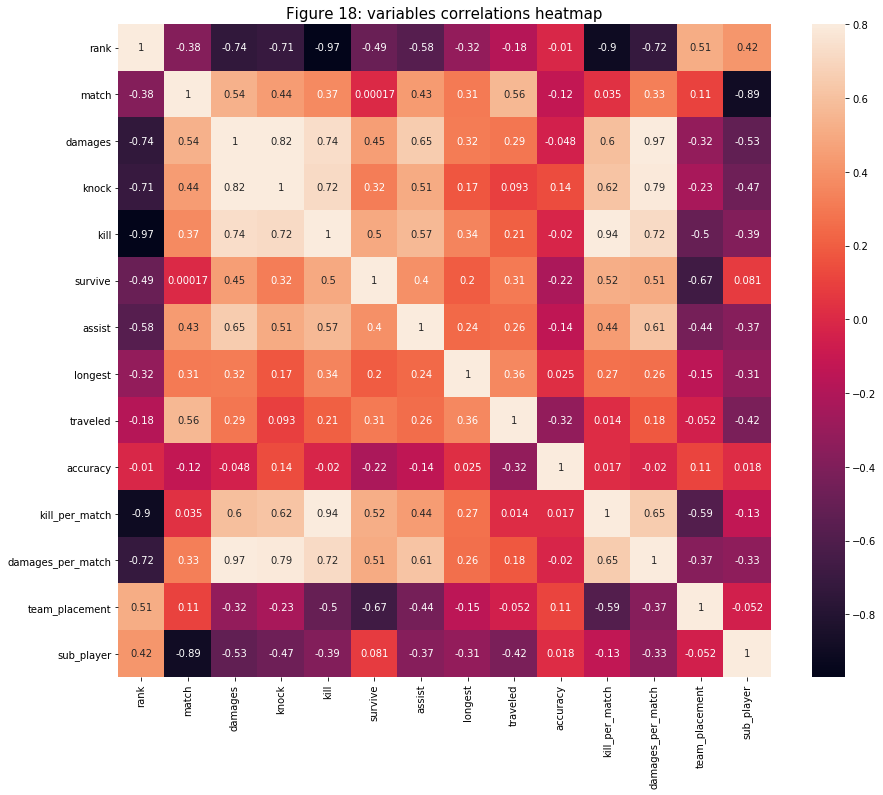 Figure 18: variables correlations heatmap
rank 1 -0.38 -0.74 -0.71 -0.97 -0.49 -0.58 -0.32 -0.18 -0.01 -0.9 -0.72 0.51 0.42
match -0.38 1 0.54 0.44 0.37 0.00017 0.43 0.31 0.56 -0.12 0.035 0.33 0.11 -0.89
damages -0.74 0.54 1 0.82 0.74 0.45 0.65 0.32 0.29 -0.048 0.6 0.97 -0.32 -0.53
knock -0.71 0.44 0.82 1 0.72 0.32 0.51 0.17 0.093 0.14 0.62 0.79 -0.23 -0.47
kill -0.97 0.37 0.74 0.72 1 0.5 0.57 0.34 0.21 -0.02 0.94 0.72 -0.5 -0.39
survive -0.49 0.00017 0.45 0.32 0.5 1 0.4 0.2 0.31 -0.22 0.52 0.51 -0.67 0.081
assist -0.58 0.43 0.65 0.51 0.57 0.4 1 0.24 0.26 -0.14 0.44 0.61 -0.44 -0.37
longest -0.32 0.31 0.32 0.17 0.34 0.2 0.24 1 0.36 0.025 0.27 0.26 -0.15 -0.31
traveled -0.18 0.56 0.29 0.093 0.21 0.31 0.26 0.36 1 -0.32 0.014 0.18 -0.052 -0.42
accuracy -0.01 -0.12 -0.048 0.14 -0.02 -0.22 -0.14 0.025 -0.32 1 0.017 -0.02 0.11 0.018
kill_per_match -0.9 0.035 0.6 0.62 0.94 0.52 0.44 0.27 0.014 0.017 1 0.65 -0.59 -0.13
damages_per_match -0.72 0.33 0.97 0.79 0.72 0.51 0.61 0.26 0.18 -0.02 0.65 1 -0.37 -0.33
team_placement 0.51 0.11 -0.32 -0.23 -0.5 -0.67 -0.44 -0.15 -0.052 0.11 -0.59 -0.37 1 -0.052
sub_player 0.42 -0.89 -0.53 -0.47 -0.39 0.081 -0.37 -0.31 -0.42 0.018 -0.13 -0.33 -0.052 1
rank match damages knock kill survive assist longest traveled accuracy kill_per_match damages_per_match team_placement sub_player
0.8
0.6
0.4
0.2
0.0
−0.2
−0.4
−0.6
−0.8